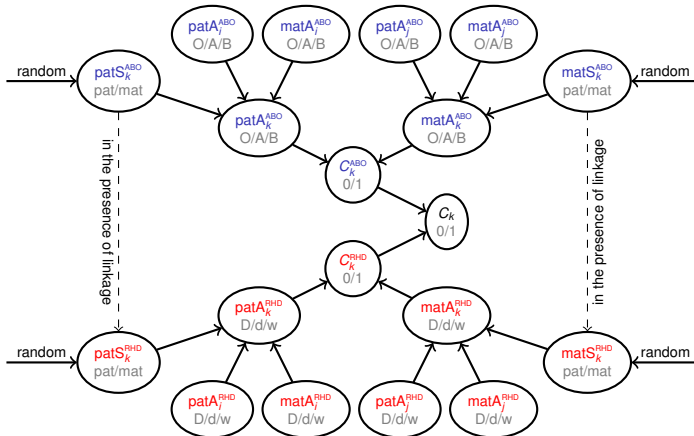 patA_i^ABO
O/A/B
matA_i^ABO
O/A/B
patA_j^ABO
O/A/B
matA_j^ABO
O/A/B
random
patS_k^ABO
pat/mat
matS_k^ABO
pat/mat
random
patA_k^ABO
O/A/B
matA_k^ABO
O/A/B
in the presence of linkage
in the presence of linkage
C_k^ABO
0/1
C_k
0/1
C_k^RHD
0/1
patA_k^RHD
D/d/w
matA_k^RHD
D/d/w
random
patS_k^RHD
pat/mat
matS_k^RHD
pat/mat
random
patA_i^RHD
D/d/w
matA_i^RHD
D/d/w
patA_j^RHD
D/d/w
matA_j^RHD
D/d/w